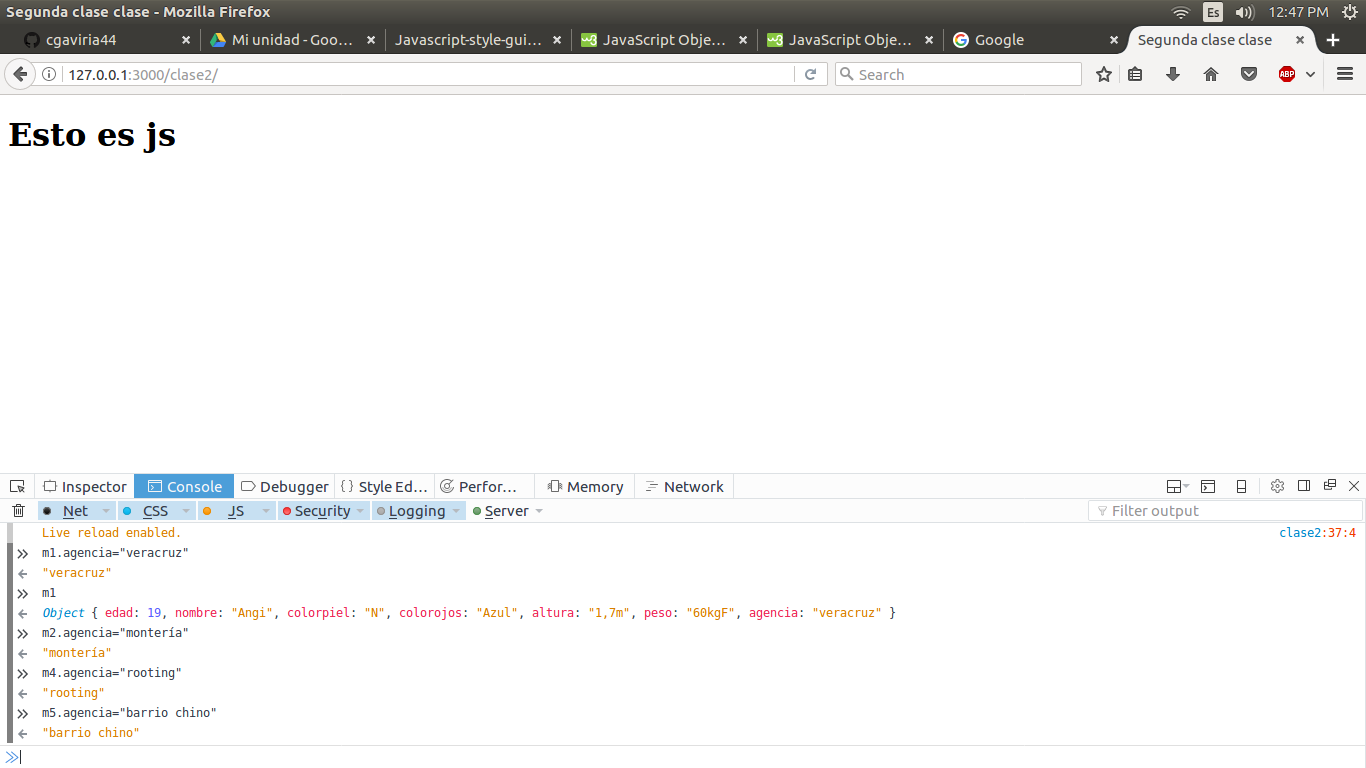 Segunda clase clase - Mozilla Firefox
Es
12:47 PM
cgaviria44
Mi unidad - Goo…
Javascript-style-gui…
w3
JavaScript Obje…
w3
JavaScript Obje…
Google
Segunda clase clase
127.0.0.1:3000/clase2/
Search
ABP
Esto es js
Inspector
Console
Debugger
Style Ed…
Perfor…
Memory
Network
Net
CSS
JS
Security
Logging
Server
Filter output
Live reload enabled.
clase2:37:4
m1.agencia="veracruz"
"veracruz"
m1
Object { edad: 19, nombre: "Angi", colorpiel: "N", colorojos: "Azul", altura: "1,7m", peso: "60kgF", agencia: "veracruz" }
m2.agencia="montería"
"montería"
m4.agencia="rooting"
"rooting"
m5.agencia="barrio chino"
"barrio chino"